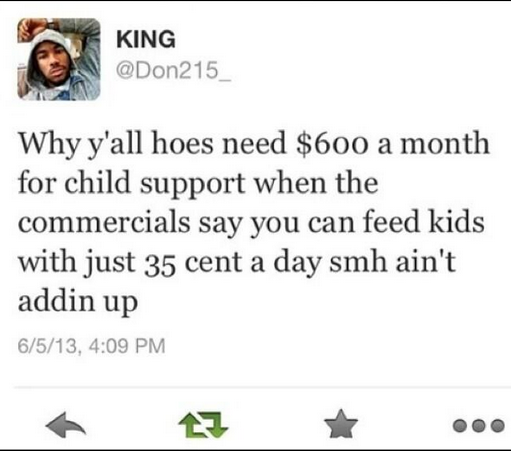 KING
@Don215_
Why y'all hoes need $600 a month
for child support when the
commercials say you can feed kids
with just 35 cent a day smh ain't
addin up
6/5/13, 4:09 PM